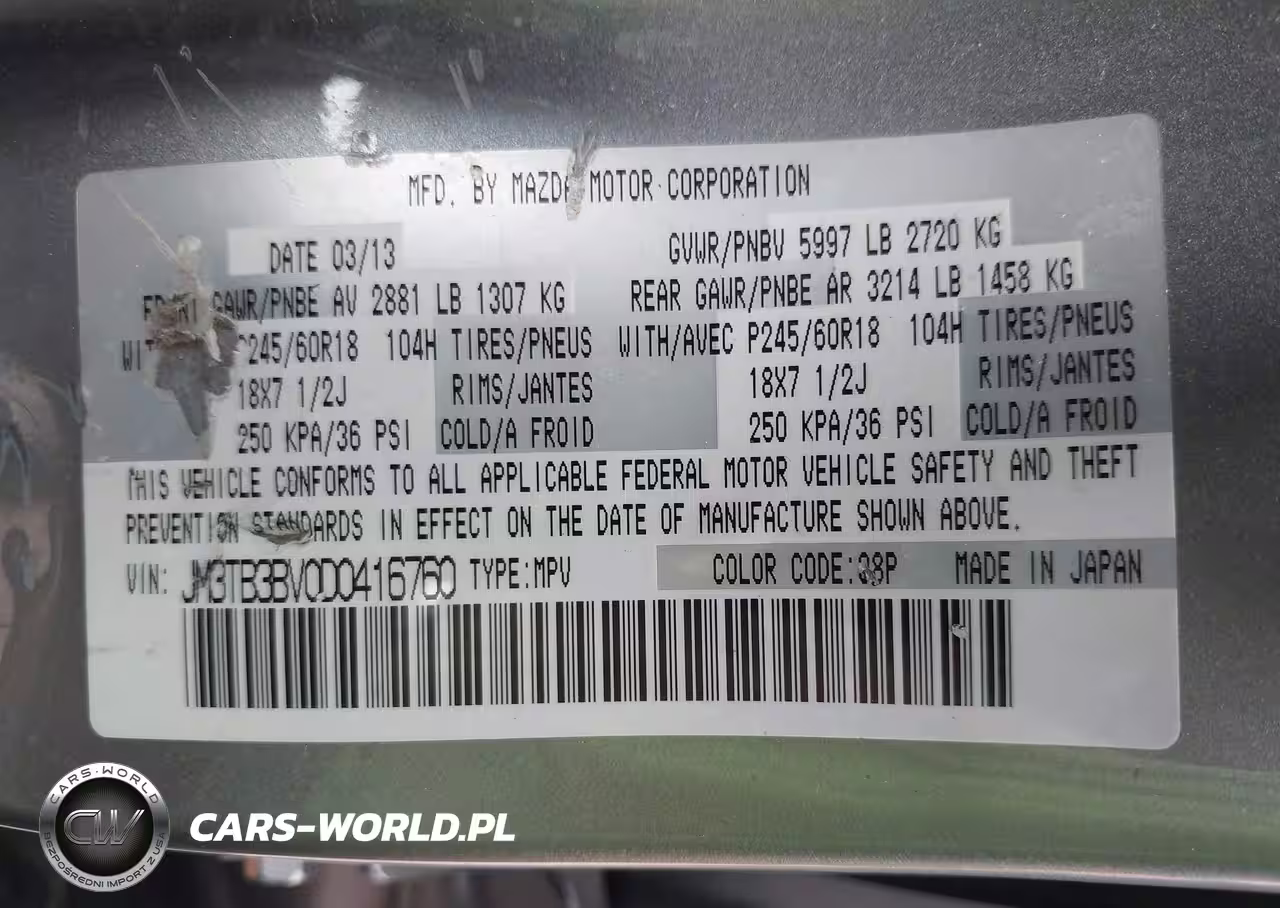 MFD. BY MAZDA MOTOR CORPORATION
DATE 03/13 GVWR/PNBV 5997 LB 2720 KG
FRONT GAWR/PNBE AV 2881 LB 1307 KG REAR GAWR/PNBE AR 3214 LB 1458 KG
P245/60R18 104H TIRES/PNEUS WITH/AVEC P245/60R18 104H TIRES/PNEUS
18X7 1/2J RIMS/JANTES 18X7 1/2J RIMS/JANTES
250 KPA/36 PSI COLD/A FROID 250 KPA/36 PSI COLD/A FROID
THIS VEHICLE CONFORMS TO ALL APPLICABLE FEDERAL MOTOR VEHICLE SAFETY AND THEFT
PREVENTION STANDARDS IN EFFECT ON THE DATE OF MANUFACTURE SHOWN ABOVE.
VIN: JM3TB3BV0D0416760 TYPE:MPV COLOR CODE: MADE IN JAPAN
CARS-WORLD
CW
BEZPOŚREDNI IMPORT Z USA
CARS-WORLD.PL